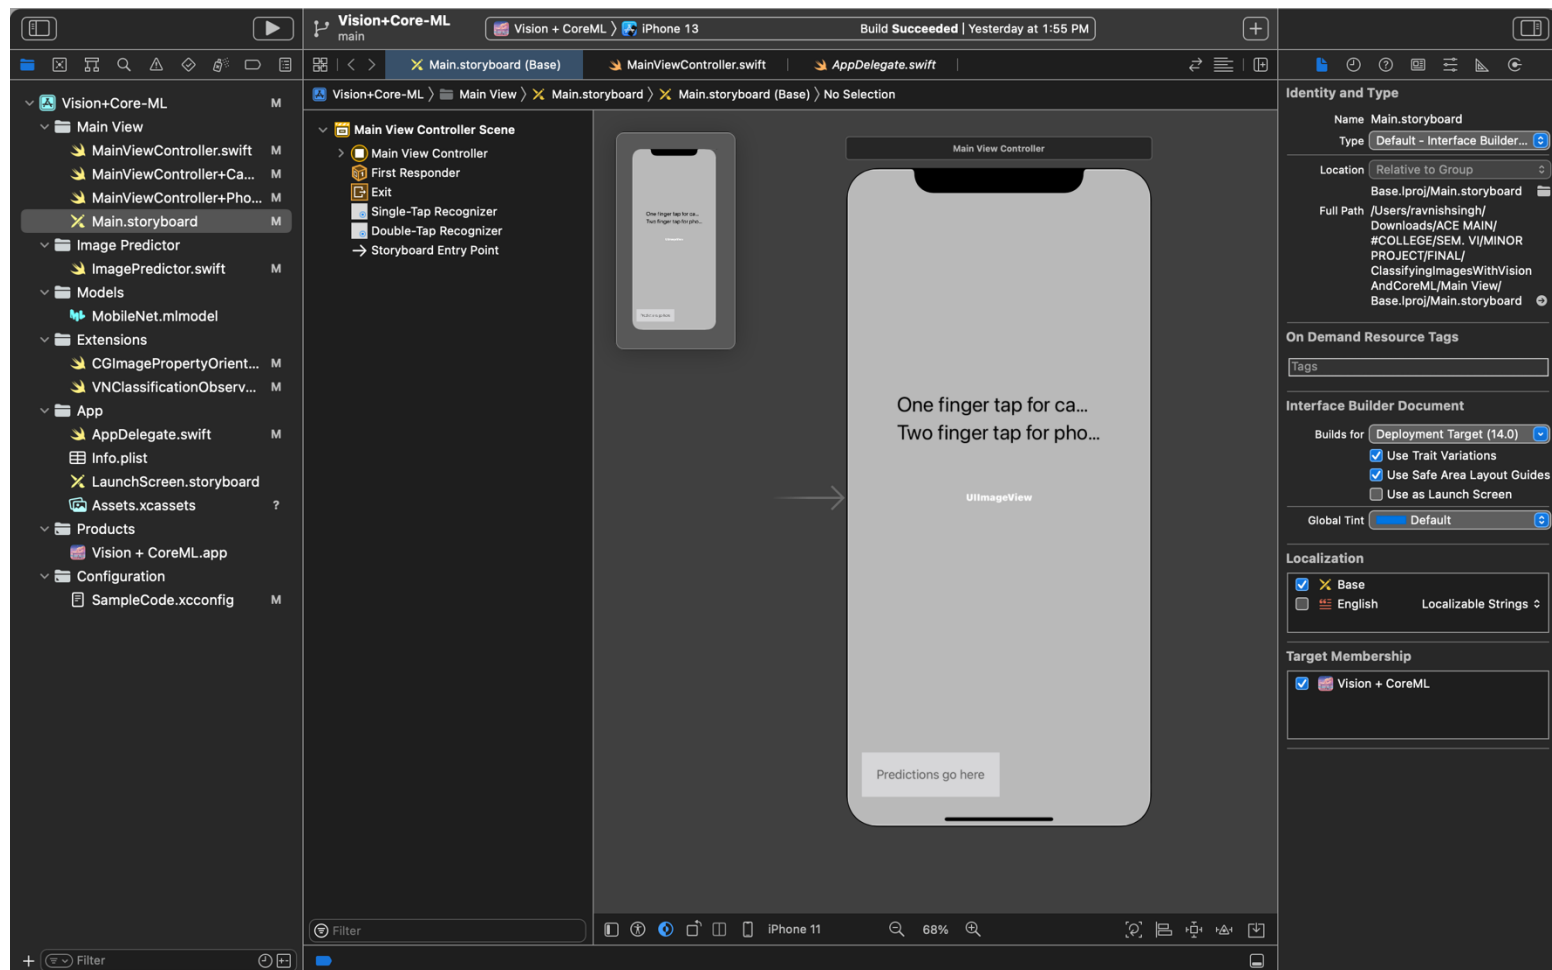 Vision+Core-ML
main
Vision + CoreML 〉 iPhone 13
Build Succeeded | Yesterday at 1:55 PM
Main.storyboard (Base)
MainViewController.swift
AppDelegate.swift
Vision+Core-ML 〉 Main View 〉 Main.storyboard 〉 Main.storyboard (Base) 〉 No Selection
Vision+Core-ML M
Main View
MainViewController.swift M
MainViewController+Ca... M
MainViewController+Pho... M
Main.storyboard M
Image Predictor
ImagePredictor.swift M
Models
MobileNet.mlmodel
Extensions
CGImagePropertyOrient... M
VNClassificationObserv... M
App
AppDelegate.swift M
Info.plist
LaunchScreen.storyboard
Assets.xcassets ?
Products
Vision + CoreML.app
Configuration
SampleCode.xcconfig M
Filter
Main View Controller Scene
Main View Controller
First Responder
Exit
Single-Tap Recognizer
Double-Tap Recognizer
Storyboard Entry Point
Filter
One finger tap for ca...
Two finger tap for pho...
Main View Controller
One finger tap for ca...
Two finger tap for pho...
UIImageView
Predictions go here
iPhone 11
68%
Identity and Type
Name Main.storyboard
Type Default - Interface Builder...
Location Relative to Group
Base.lproj/Main.storyboard
Full Path /Users/ravnishsingh/
Downloads/ACE MAIN/
#COLLEGE/SEM. VI/MINOR
PROJECT/FINAL/
ClassifyingImagesWithVision
AndCoreML/Main View/
Base.lproj/Main.storyboard
On Demand Resource Tags
Tags
Interface Builder Document
Builds for Deployment Target (14.0)
Use Trait Variations
Use Safe Area Layout Guides
Use as Launch Screen
Global Tint Default
Localization
Base
English Localizable Strings
Target Membership
Vision + CoreML